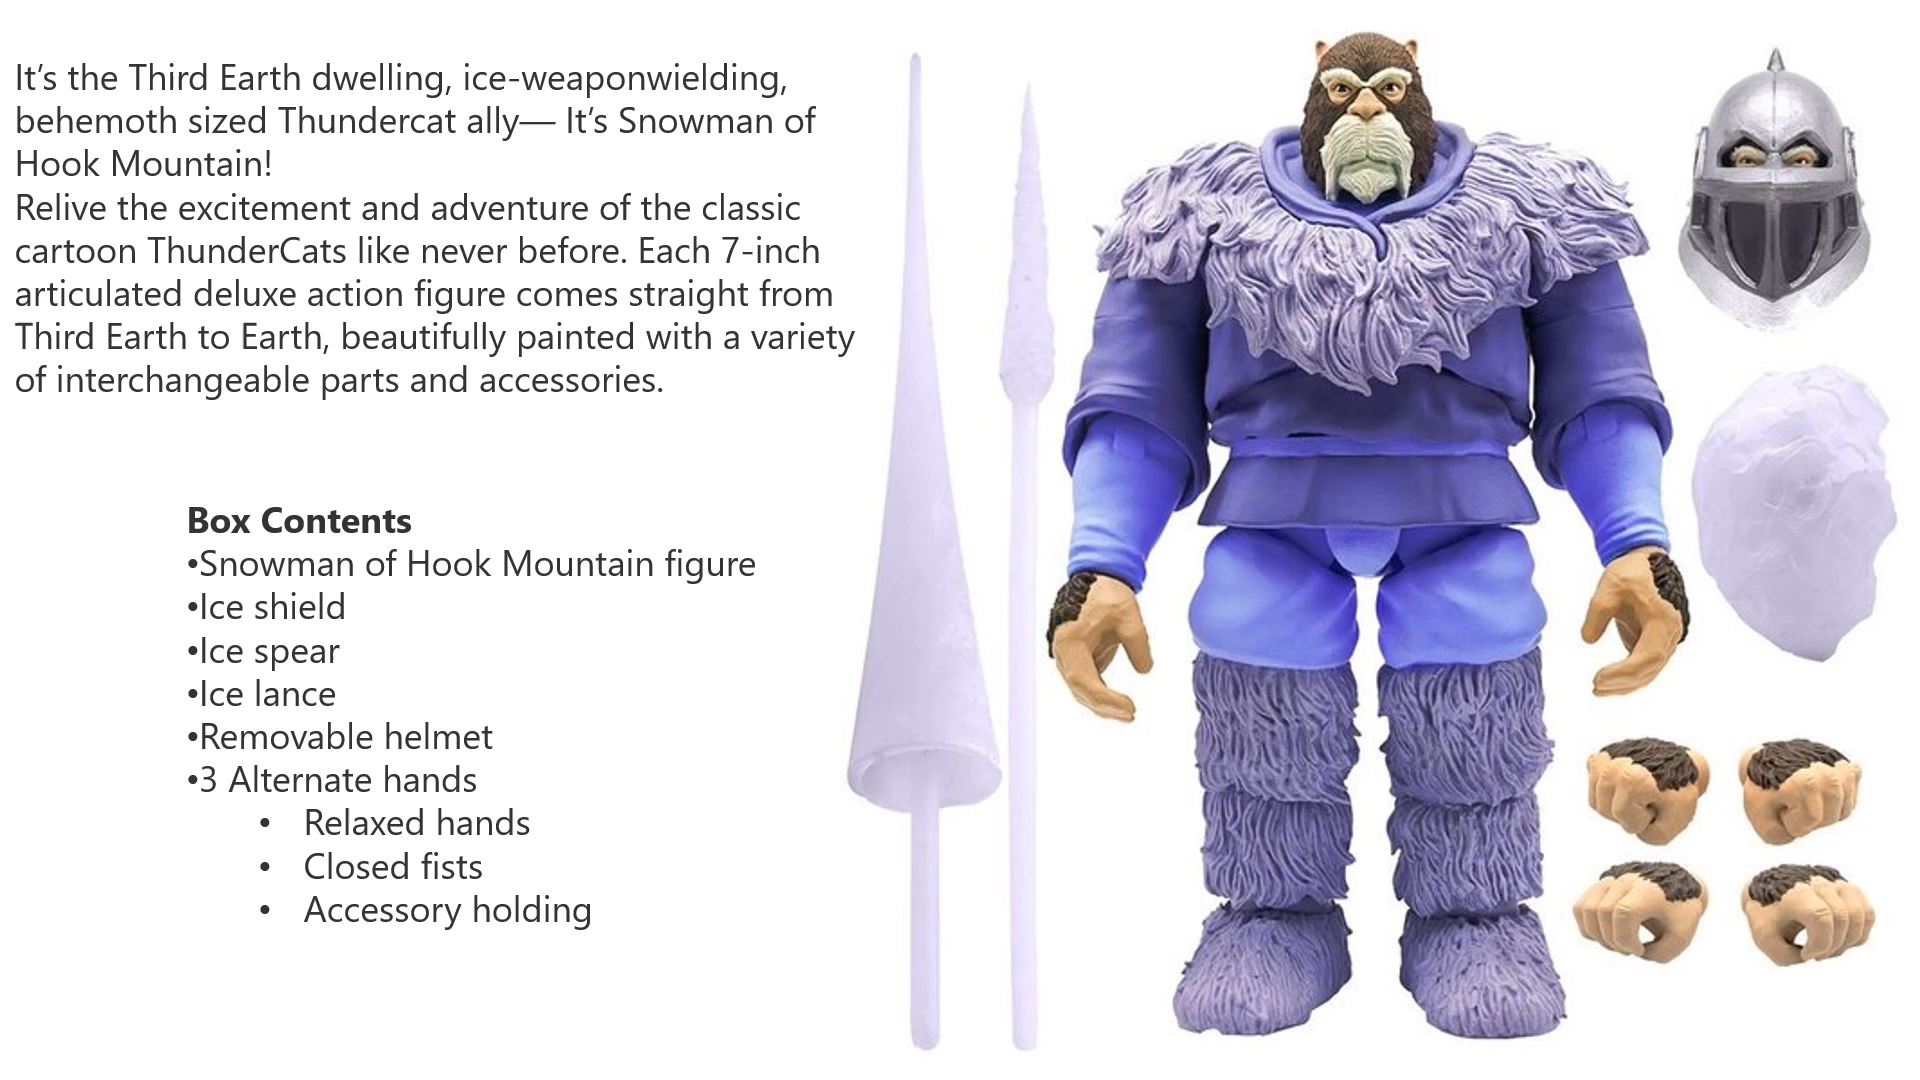 It’s the Third Earth dwelling, ice-weaponwielding,
behemoth sized Thundercat ally— It’s Snowman of
Hook Mountain!
Relive the excitement and adventure of the classic
cartoon ThunderCats like never before. Each 7-inch
articulated deluxe action figure comes straight from
Third Earth to Earth, beautifully painted with a variety
of interchangeable parts and accessories.
Box Contents
•Snowman of Hook Mountain figure
•Ice shield
•Ice spear
•Ice lance
•Removable helmet
•3 Alternate hands
• Relaxed hands
• Closed fists
• Accessory holding